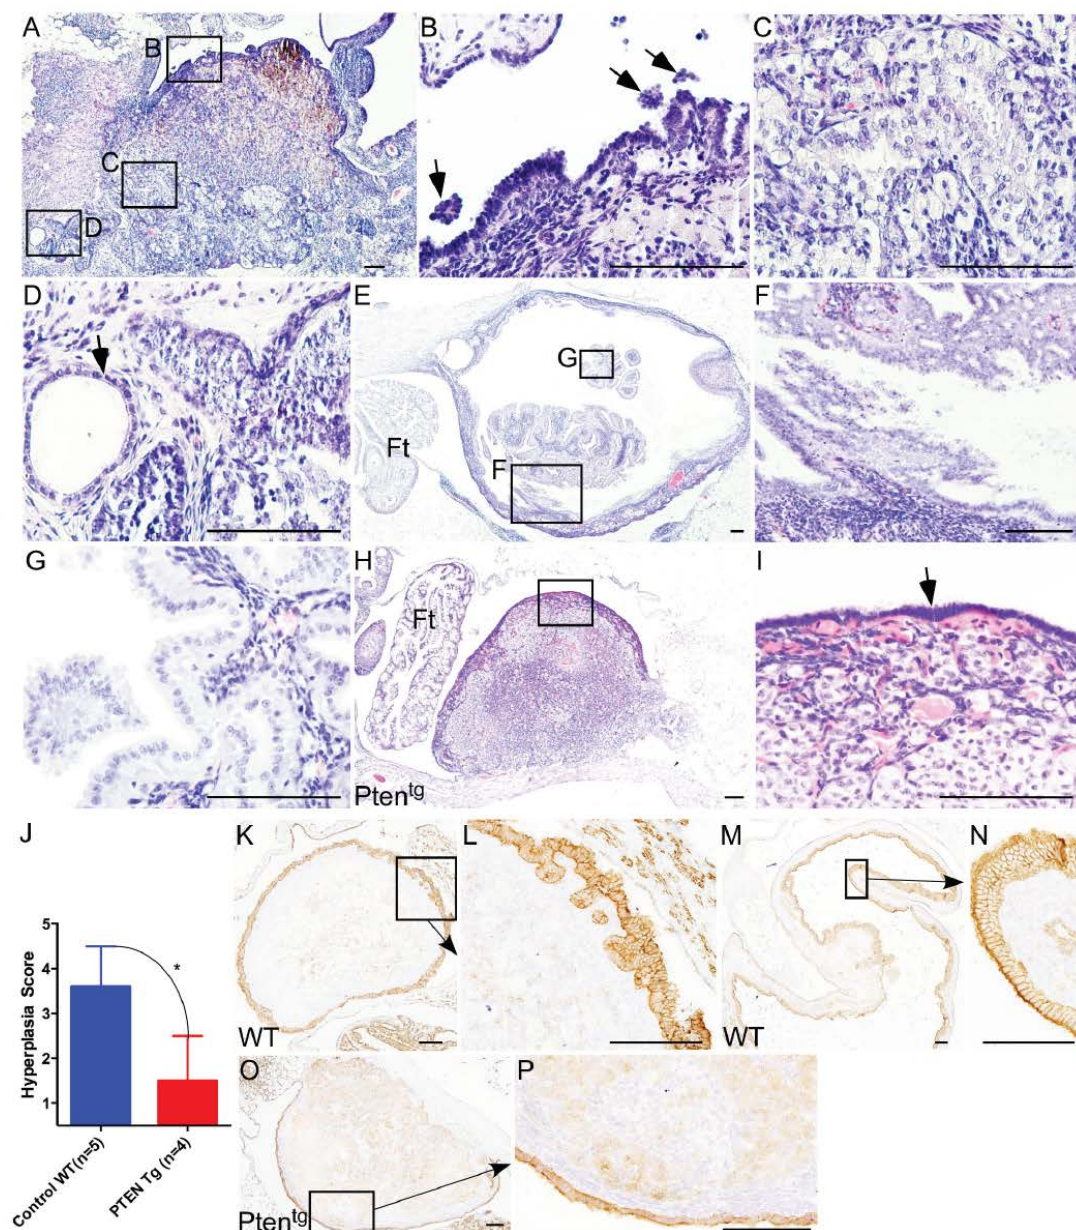 A
B
C
D
B
C
D
E
F
G
F
Ft
G
H
I
Ft
Pten^tg
J
5
4
3
2
1
Hyperplasia Score
*
Control WT(n=5)
PTEN Tg (n=4)
K
L
M
N
WT
WT
O
P
Pten^tg